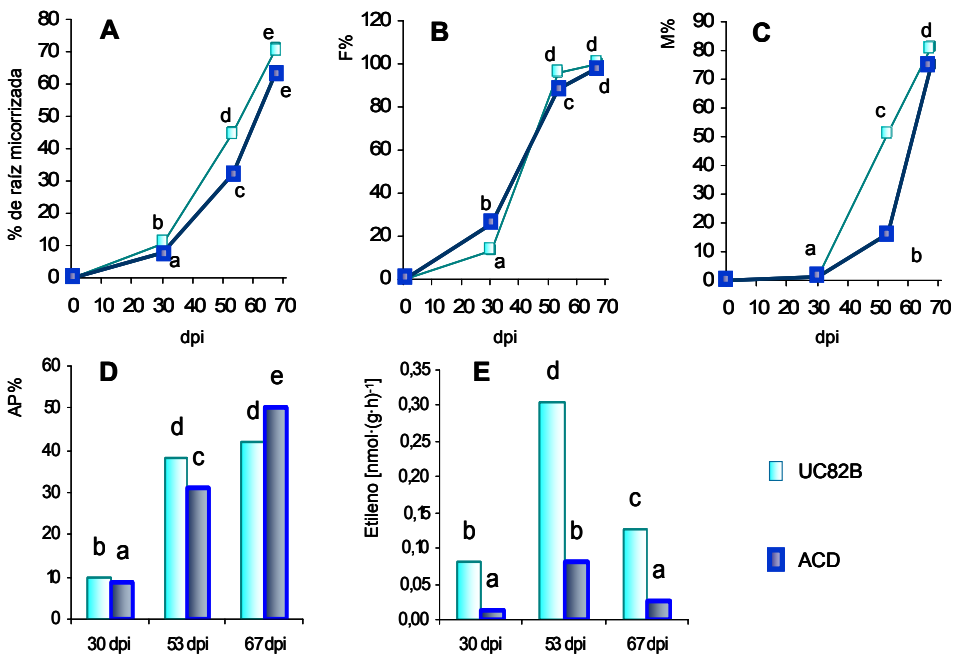 A
% de raíz micorrizada
80
70
60
50
40
30
20
10
0
e
d
b
e
c
a
0 10 20 30 40 50 60 70
dpi
B
F%
120
100
80
60
40
20
0
d d
c d
b
a
0 10 20 30 40 50 60 70
dpi
C
M%
90
80
70
60
50
40
30
20
10
0
d
c
a
b
0 10 20 30 40 50 60 70
dpi
D
AP%
60
50
40
30
20
10
0
b a
d c
d e
30 dpi 53 dpi 67 dpi
E
Etileno [nmol·(g·h)⁻¹]
0,35
0,30
0,25
0,20
0,15
0,10
0,05
0,00
b a
d b
c a
30 dpi 53 dpi 67 dpi
UC82B
ACD